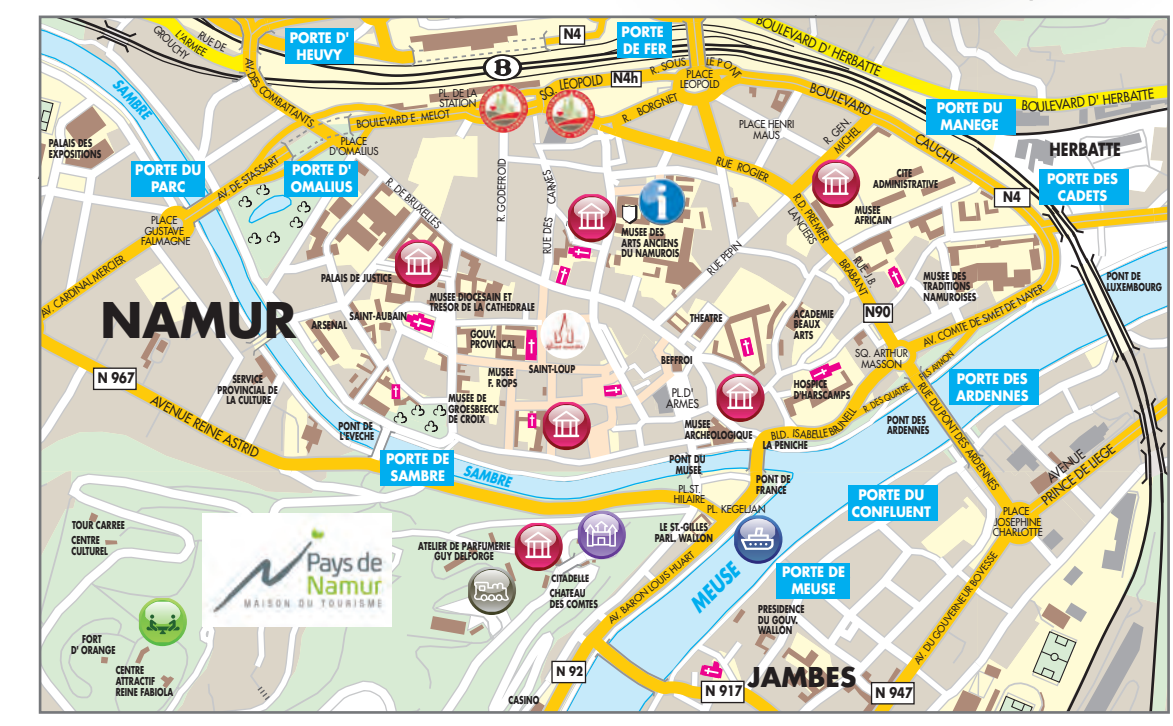 GROUCHY
RUE DE
L'ARMEE
PORTE D'
HEUVY
N4
PORTE
DE FER
BOULEVARD D' HERBATTE
BOULEVARD D' HERBATTE
SAMBRE
AV. DES COMBATTANTS
B
PL. DE LA
STATION
SQ. LEOPOLD
N4h
R. SOUS
LE PONT
PLACE
LEOPOLD
BOULEVARD
CAUCHY
PORTE DU
MANEGE
HERBATTE
PORTE DES
CADETS
N4
BOULEVARD E. MELOT
R. BORGNET
PLACE HENRI
MAUS
R. GEN.
MICHEL
PALAIS DES
EXPOSITIONS
PLACE
D'OMALIUS
PORTE DU
PARC
AV. DE STASSART
PORTE D'
OMALIUS
R. DE BRUXELLES
R. GODEFROID
RUE DES
CARMES
RUE ROGIER
CITE
ADMINISTRATIVE
MUSEE
AFRICAIN
R.D. PREMIER
LANCIERS
PLACE
GUSTAVE
FALMAGNE
i
MUSEE DES
ARTS ANCIENS
DU NAMUROIS
RUE PEPIN
BRABANT
RUE J.B.
AV. CARDINAL MERCIER
PALAIS DE JUSTICE
MUSEE DIOCESAIN ET
TRESOR DE LA CATHEDRALE
MUSEE DES
TRADITIONS
NAMUROISES
PONT DE
LUXEMBOURG
NAMUR
ARSENAL
SAINT-AUBAIN
GOUV.
PROVINCAL
THEATRE
ACADEMIE
BEAUX
ARTS
N90
AV. COMTE DE SMET DE NAYER
MUSEE
F. ROPS
SAINT-LOUP
BEFFROI
SQ. ARTHUR
MASSON
FILS AYMON
N 967
SERVICE
PROVINCIAL DE
LA CULTURE
MUSEE DE
GROESBEECK
DE CROIX
PL.D'
ARMES
HOSPICE
D'HARSCAMPS
R. DES QUATRE
PORTE DES
ARDENNES
AVENUE REINE ASTRID
PONT DE
L'EVECHE
MUSEE
ARCHEOLOGIQUE
BLD. ISABELLE BRUNELL
LA PENICHE
PONT DES
ARDENNES
RUE DU PONT DES ARDENNES
PORTE DE
SAMBRE
SAMBRE
PONT DU
MUSEE
PONT DE
FRANCE
AVENUE
PRINCE DE LIEGE
PL.ST.
HILAIRE
PL. KEGELJAN
PORTE DU
CONFLUENT
PLACE
JOSEPHINE
CHARLOTTE
TOUR CARREE
CENTRE
CULTUREL
Pays de
Namur
MAISON DU TOURISME
ATELIER DE PARFUMERIE
GUY DELFORGE
LE ST.-GILLES
PARL. WALLON
CITADELLE
CHATEAU
DES COMTES
AV. BARON LOUIS HUART
MEUSE
PORTE DE
MEUSE
PRESIDENCE
DU GOUV.
WALLON
AV. DU GOUVERNEUR BOVESSE
FORT
D' ORANGE
CENTRE
ATTRACTIF
REINE FABIOLA
CASINO
N 92
N 917
JAMBES
N 947